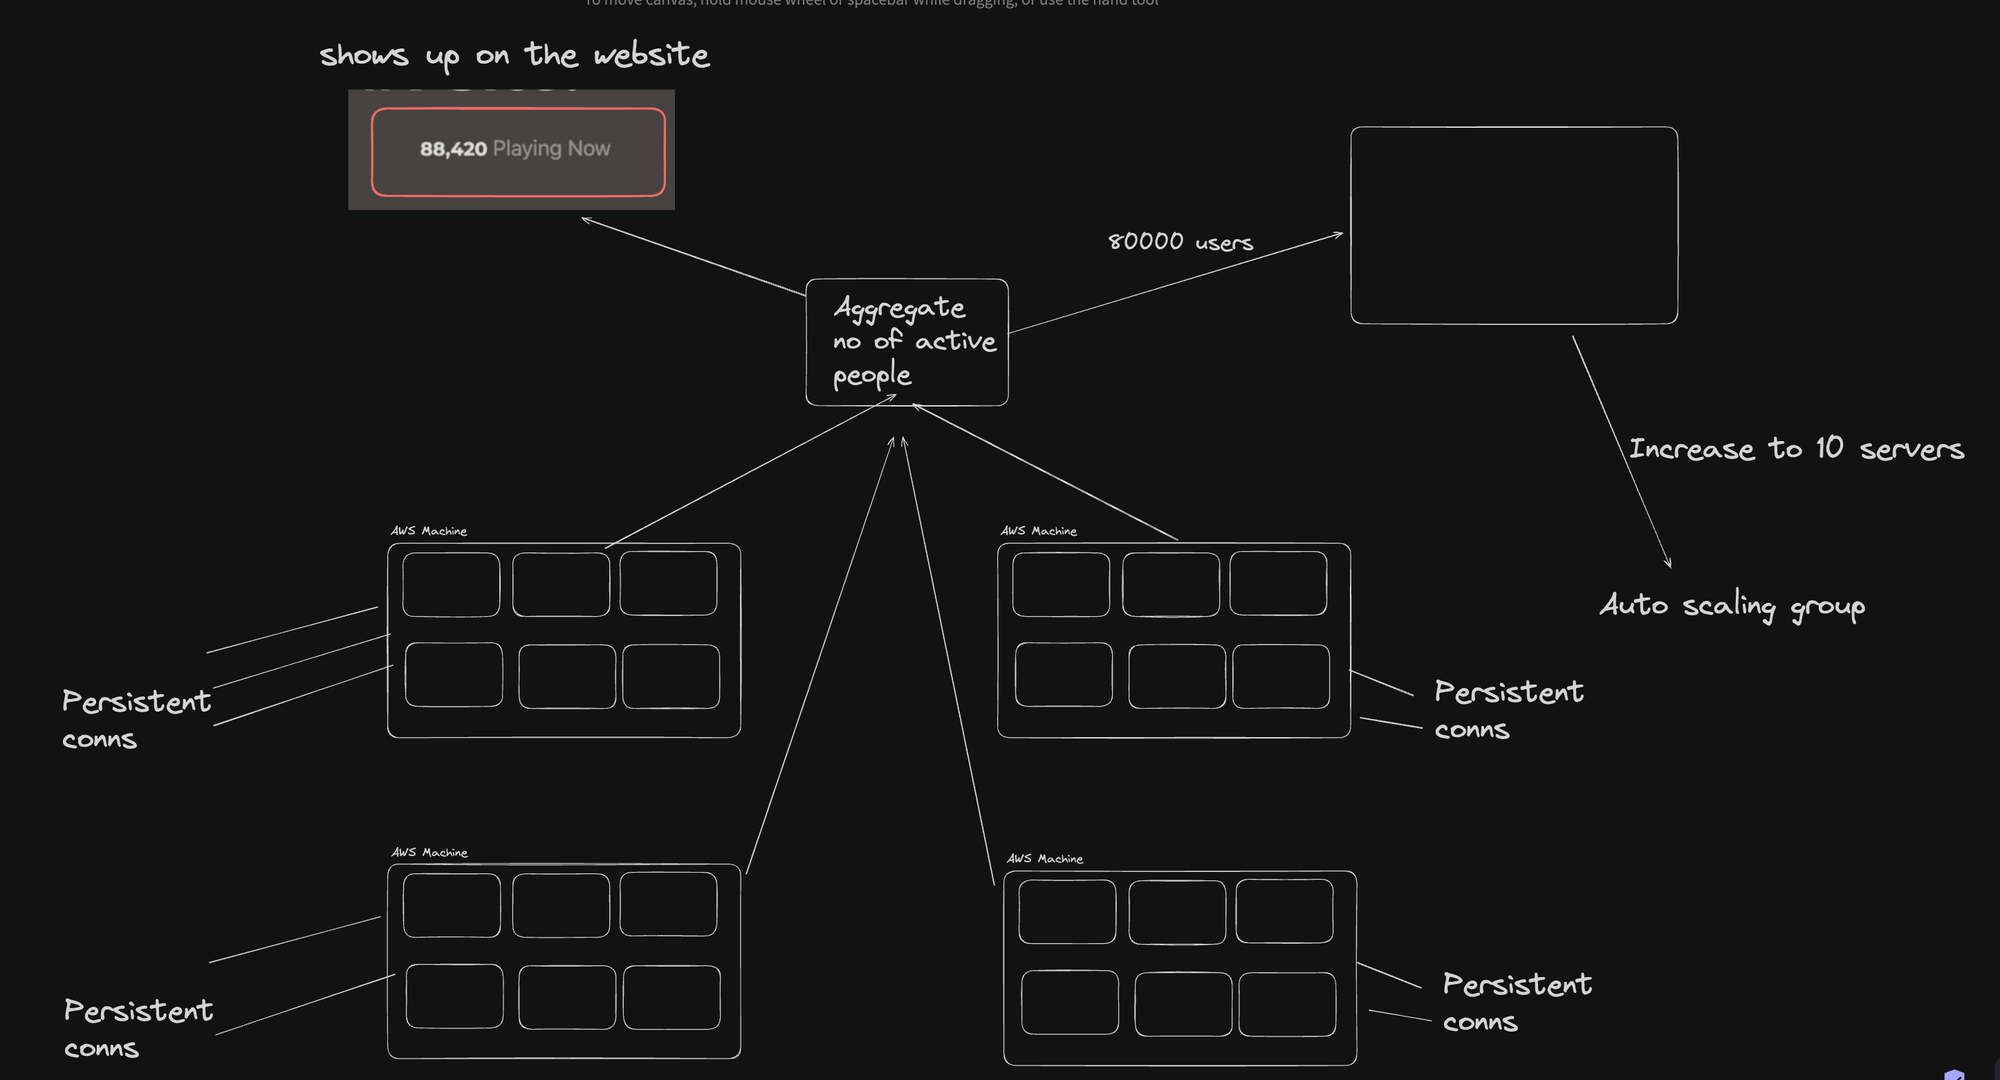 To move canvas, hold mouse wheel or spacebar while dragging, or use the hand tool
shows up on the website
88,420 Playing Now
80000 users
Aggregate
no of active
people
Increase to 10 servers
AWS Machine
AWS Machine
Auto scaling group
Persistent
conns
Persistent
conns
AWS Machine
AWS Machine
Persistent
conns
Persistent
conns